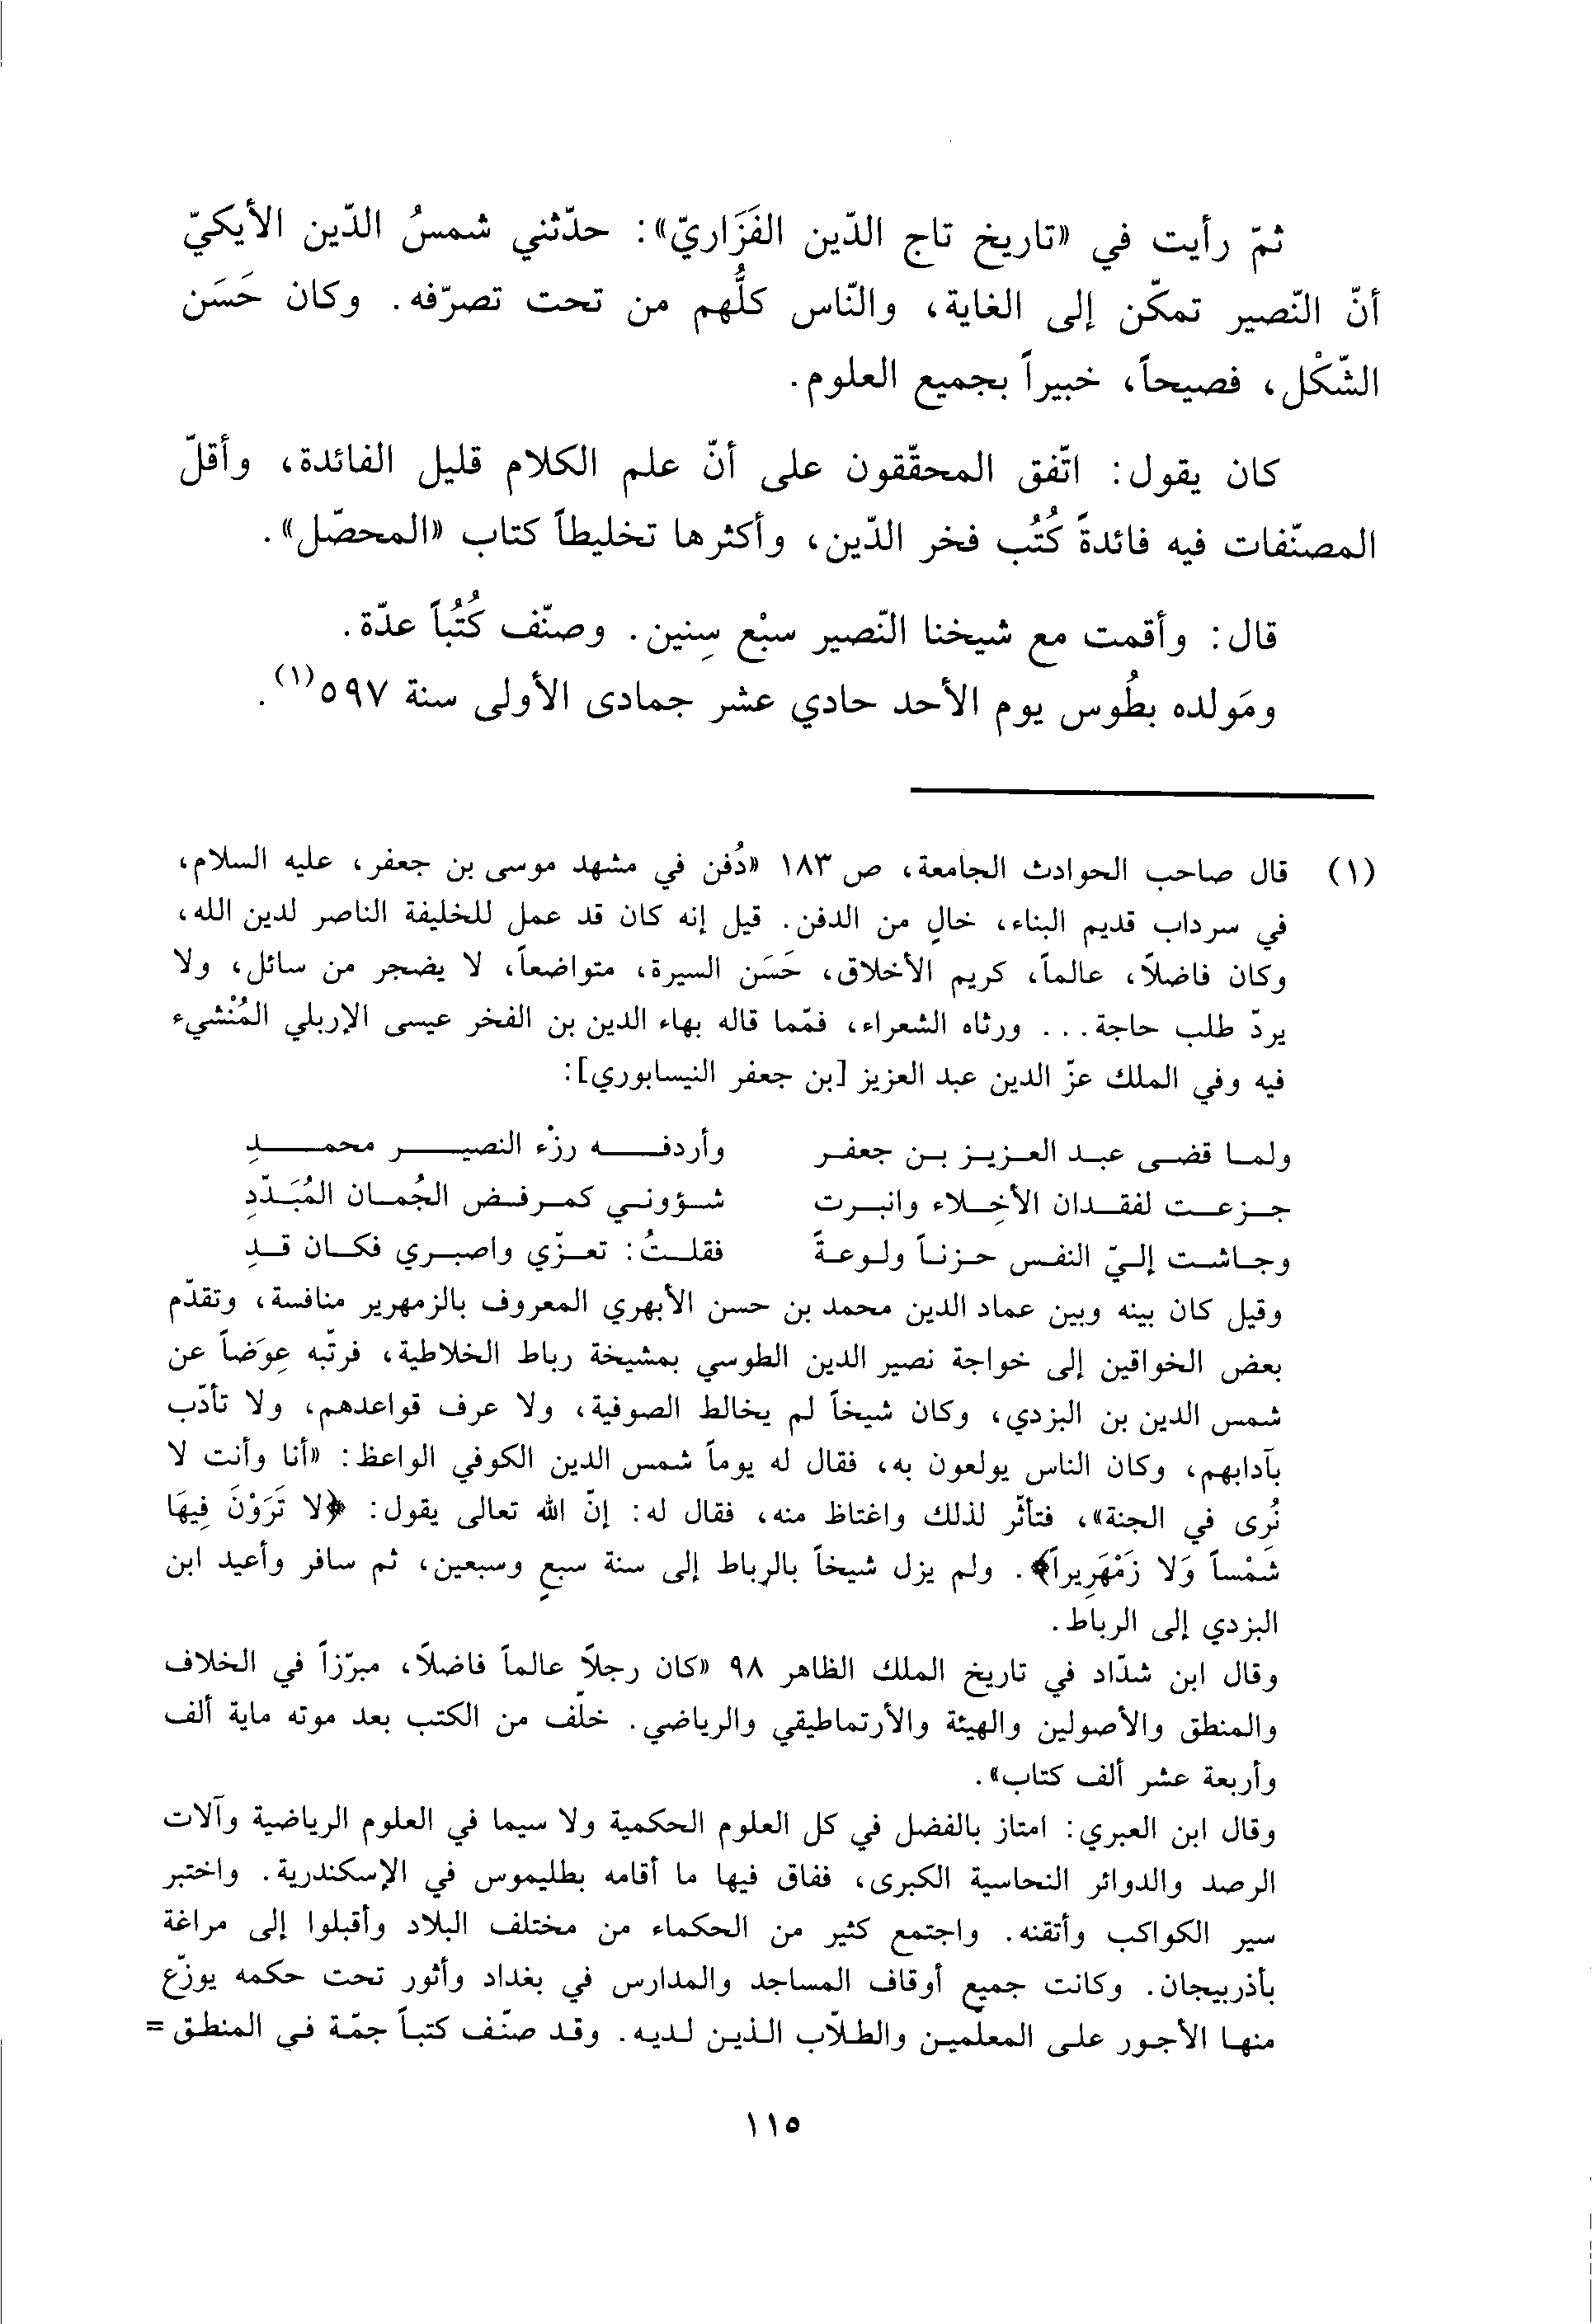 ثمّ رأيت في «تاريخ تاج الدّين الفَزَاريّ»: حدّثني شمسُ الدّين الأيكيّ
أنّ النّصير تمكّن إلى الغاية، والنّاس كلُّهم من تحت تصرّفه. وكان حَسَن
الشّكْل، فصيحاً، خبيراً بجميع العلوم.
كان يقول: اتّفق المحقّقون على أنّ علم الكلام قليل الفائدة، وأقلّ
المصنّفات فيه فائدةً كُتُب فخر الدّين، وأكثرها تخليطاً كتاب «المحصّل».
قال: وأقمت مع شيخنا النّصير سبْع سِنين. وصنّف كُتُباً عدّة.
ومَولده بطُوس يوم الأحد حادي عشر جمادى الأولى سنة ٥٩٧(١).
(١) قال صاحب الحوادث الجامعة، ص ١٨٣ «دُفن في مشهد موسى بن جعفر، عليه السلام،
في سرداب قديم البناء، خالٍ من الدفن. قيل إنه كان قد عمل للخليفة الناصر لدين الله،
وكان فاضلاً، عالماً، كريم الأخلاق، حَسَن السيرة، متواضعاً، لا يضجر من سائل، ولا
يردّ طلب حاجة... ورثاه الشعراء، فمّما قاله بهاء الدين بن الفخر عيسى الإربلي المُنْشيء
فيه وفي الملك عزّ الدين عبد العزيز [بن جعفر النيسابوري]:
ولما قضى عبد العزيز بن جعفر وأردفه رزْء النصير محمدِ
جزعت لفقدان الأخِلاء وانبرت شؤوني كمرفض الجُمان المُبَدّدِ
وجاشت إليّ النفس حزناً ولوعةً فقلتُ: تعزّي واصبري فكان قدِ
وقيل كان بينه وبين عماد الدين محمد بن حسن الأبهري المعروف بالزمهرير منافسة، وتقدّم
بعض الخواقين إلى خواجة نصير الدين الطوسي بمشيخة رباط الخلاطية، فرتّبه عِوَضاً عن
شمس الدين بن البزدي، وكان شيخاً لم يخالط الصوفية، ولا عرف قواعدهم، ولا تأدّب
بآدابهم، وكان الناس يولعون به، فقال له يوماً شمس الدين الكوفي الواعظ: «أنا وأنت لا
نُرى في الجنة»، فتأثّر لذلك واغتاظ منه، فقال له: إنّ الله تعالى يقول: ﴿لا تَرَوْنَ فِيهَا
شَمْساً وَلا زَمْهَرِيراً﴾. ولم يزل شيخاً بالرباط إلى سنة سبعٍ وسبعين، ثم سافر وأعيد ابن
البزدي إلى الرباط.
وقال ابن شدّاد في تاريخ الملك الظاهر ٩٨ «كان رجلاً عالماً فاضلاً، مبرّزاً في الخلاف
والمنطق والأصولين والهيئة والأرتماطيقي والرياضي. خلّف من الكتب بعد موته ماية ألف
وأربعة عشر ألف كتاب».
وقال ابن العبري: امتاز بالفضل في كل العلوم الحكمية ولا سيما في العلوم الرياضية وآلات
الرصد والدوائر النحاسية الكبرى، ففاق فيها ما أقامه بطليموس في الإسكندرية. واختبر
سير الكواكب وأتقنه. واجتمع كثير من الحكماء من مختلف البلاد وأقبلوا إلى مراغة
بأذربيجان. وكانت جميع أوقاف المساجد والمدارس في بغداد وأثور تحت حكمه يوزّع
منها الأجور على المعلّمين والطلاّب الذين لديه. وقد صنّف كتباً جمّة في المنطق =
١١٥